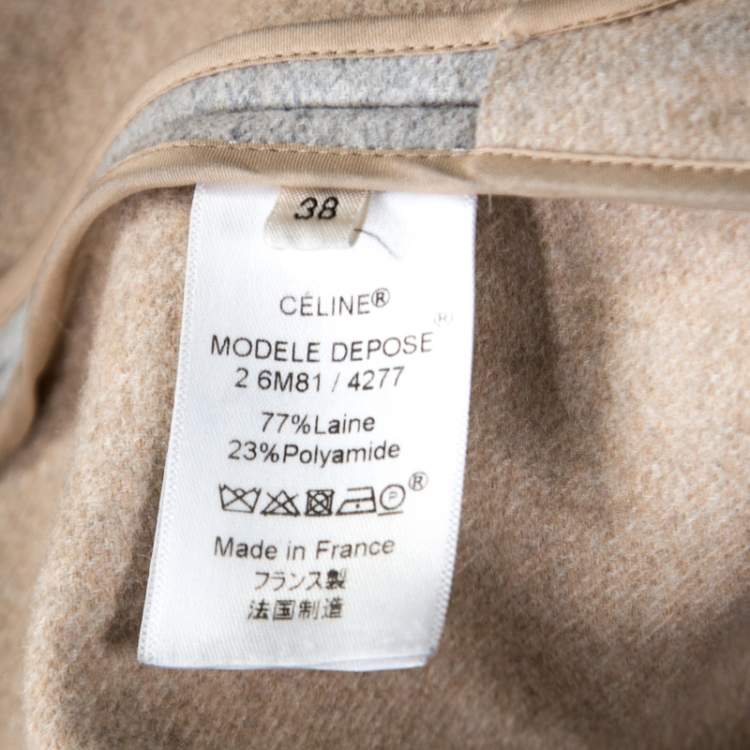 38
CÉLINE®
MODELE DEPOSE ®
2 6M81 / 4277
77%Laine
23%Polyamide
®
Made in France
フランス製
法国制造